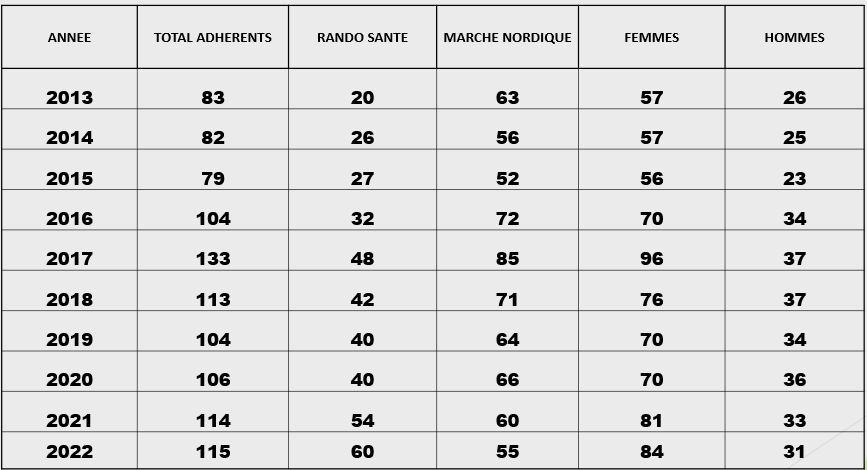 ANNEE TOTAL ADHERENTS RANDO SANTE MARCHE NORDIQUE FEMMES HOMMES
2013 83 20 63 57 26
2014 82 26 56 57 25
2015 79 27 52 56 23
2016 104 32 72 70 34
2017 133 48 85 96 37
2018 113 42 71 76 37
2019 104 40 64 70 34
2020 106 40 66 70 36
2021 114 54 60 81 33
2022 115 60 55 84 31